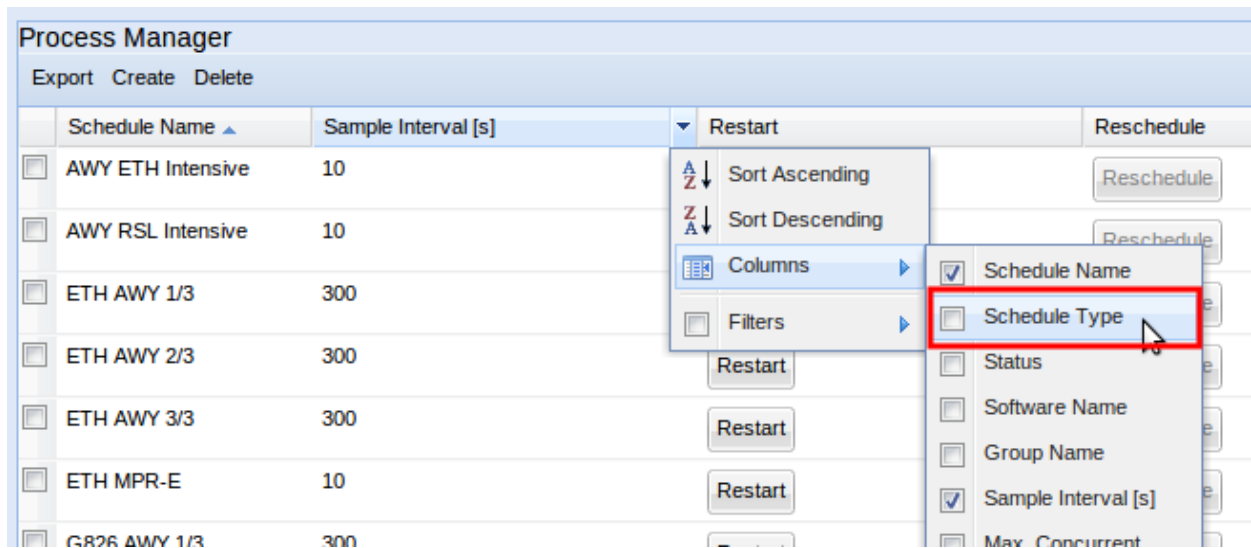 Process Manager
Export Create Delete
Schedule Name Sample Interval [s] Restart Reschedule
AWY ETH Intensive 10 Reschedule
AWY RSL Intensive 10 Reschedule
ETH AWY 1/3 300
ETH AWY 2/3 300 Restart
ETH AWY 3/3 300 Restart
ETH MPR-E 10 Restart
G826 AWY 1/3 300
Sort Ascending
Sort Descending
Columns
Filters
Schedule Name
Schedule Type
Status
Software Name
Group Name
Sample Interval [s]
Max. Concurrent